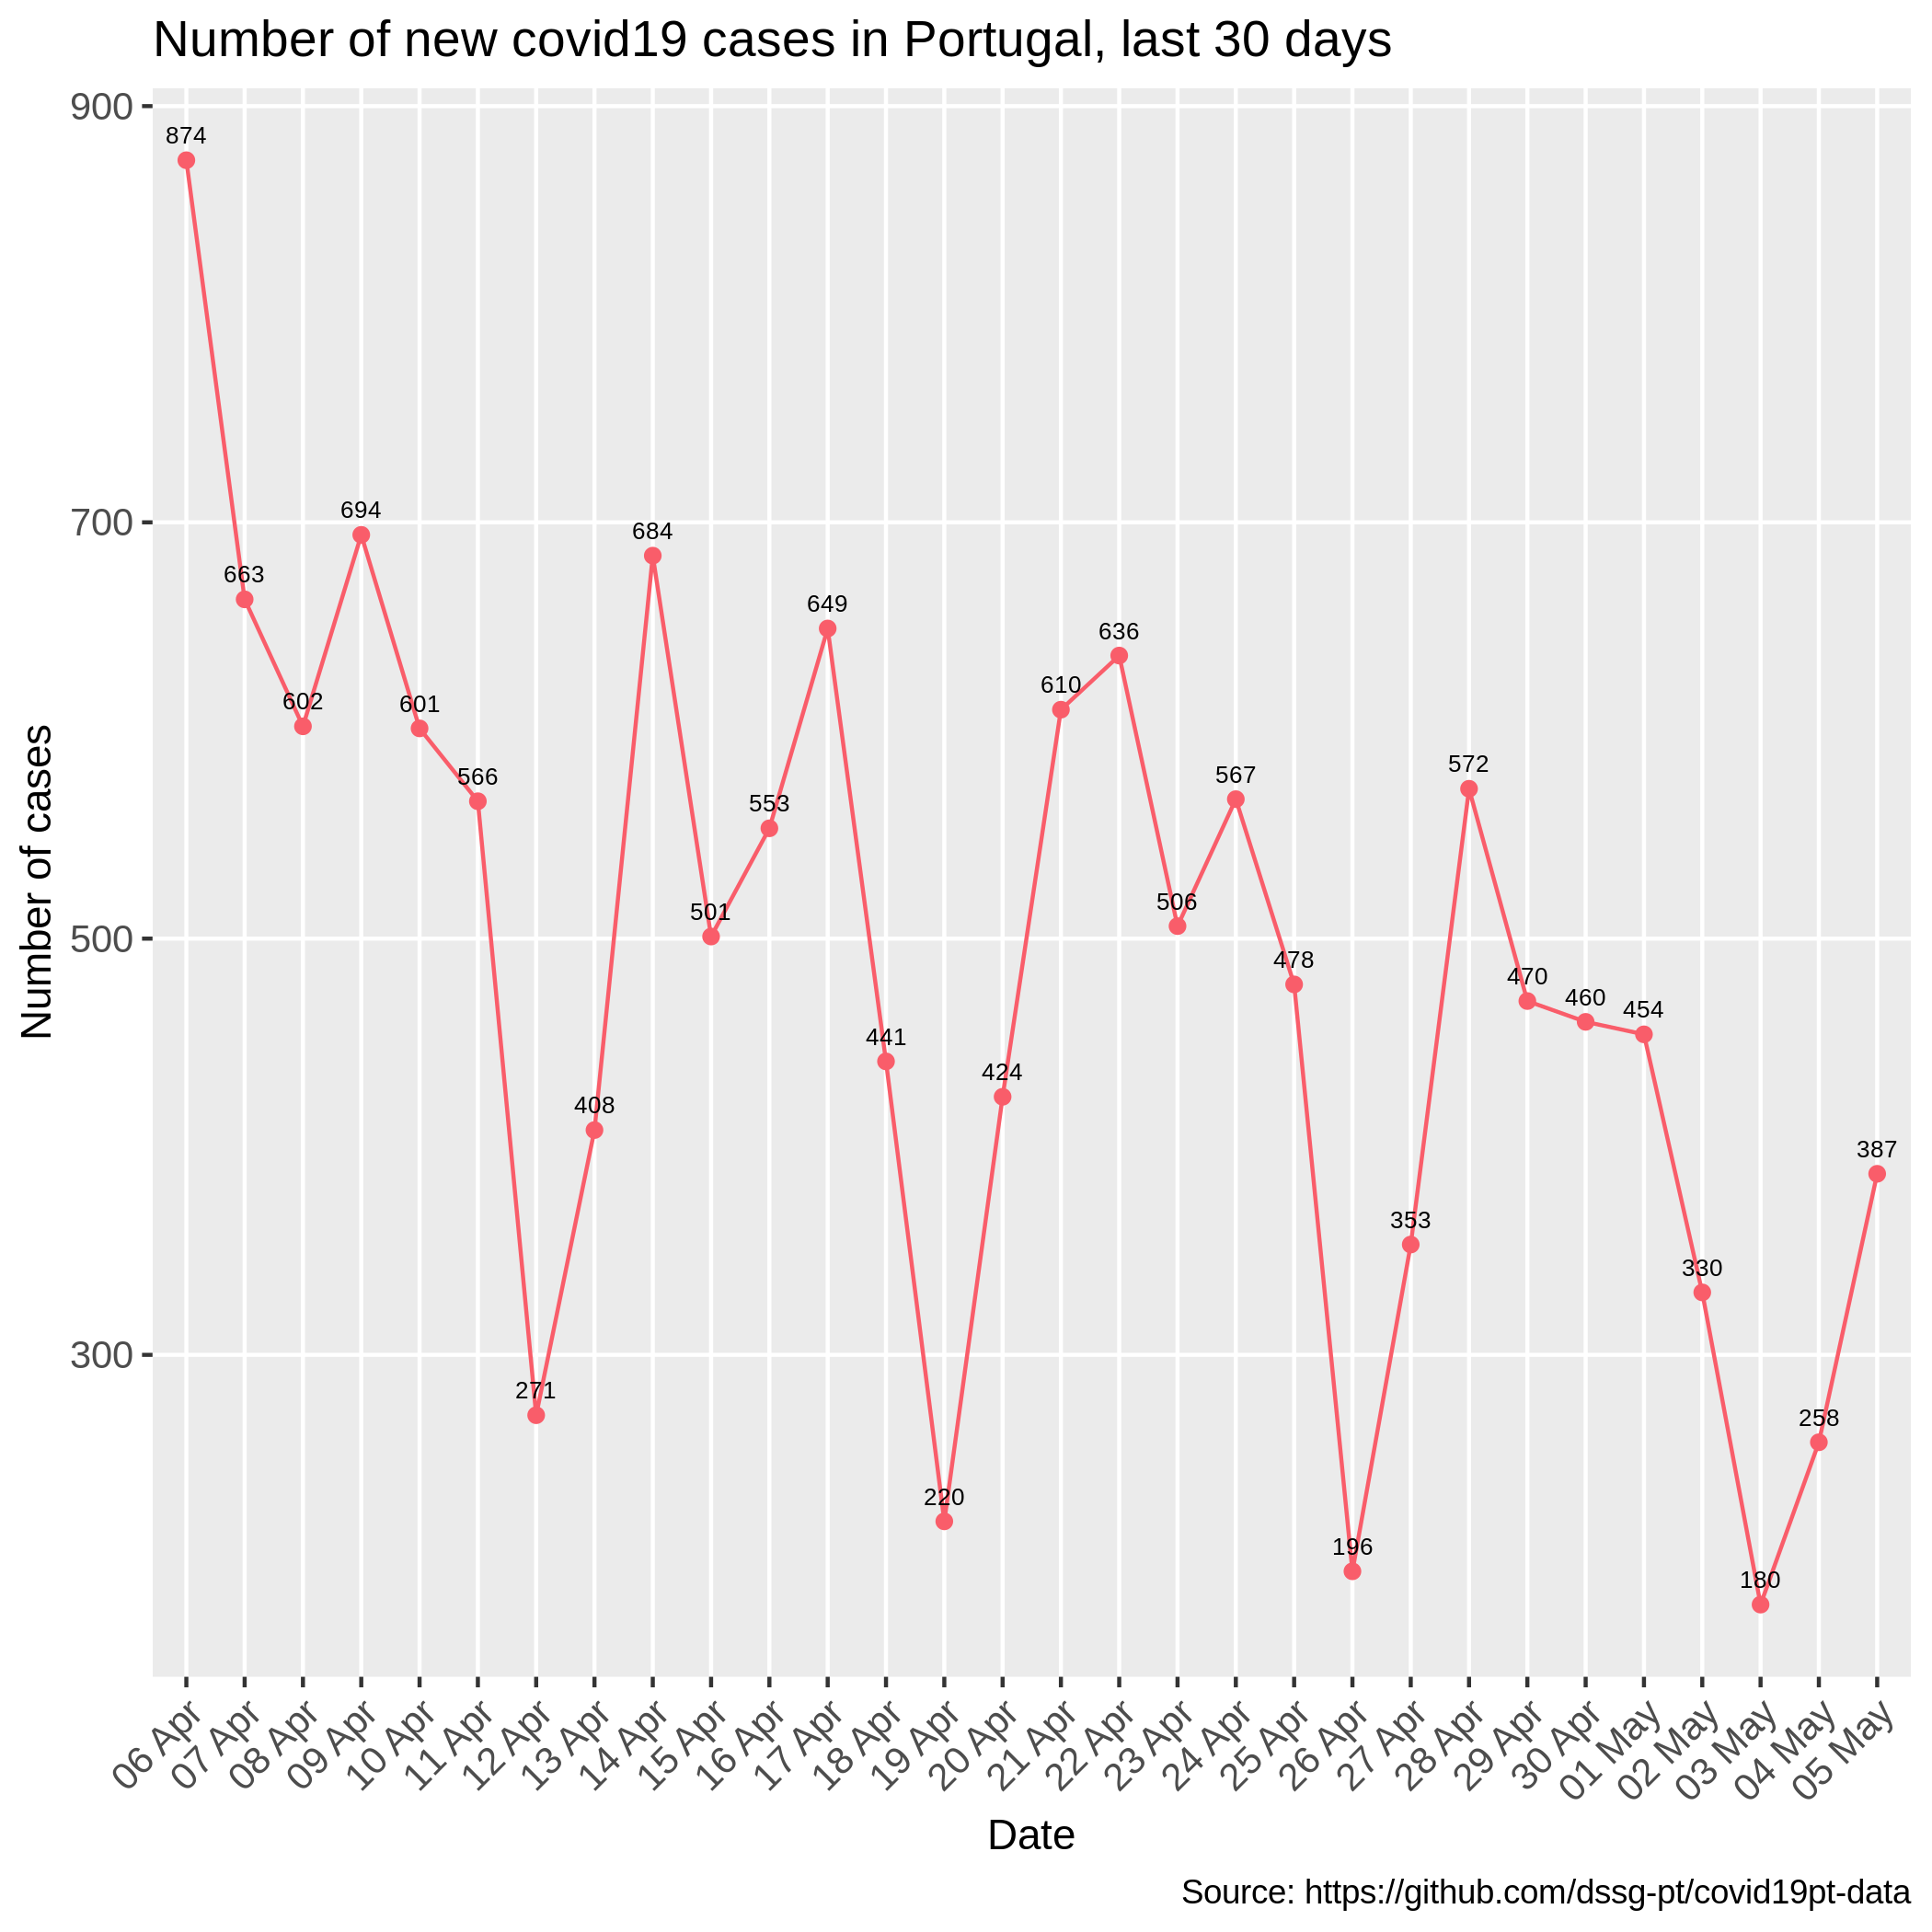 Number of new covid19 cases in Portugal, last 30 days
900
700
500
300
Number of cases
874
663
602
694
601
566
271
408
684
501
553
649
441
220
424
610
636
506
567
478
196
353
572
470
460
454
330
180
258
387
06 Apr
07 Apr
08 Apr
09 Apr
10 Apr
11 Apr
12 Apr
13 Apr
14 Apr
15 Apr
16 Apr
17 Apr
18 Apr
19 Apr
20 Apr
21 Apr
22 Apr
23 Apr
24 Apr
25 Apr
26 Apr
27 Apr
28 Apr
29 Apr
30 Apr
01 May
02 May
03 May
04 May
05 May
Date
Source: https://github.com/dssg-pt/covid19pt-data